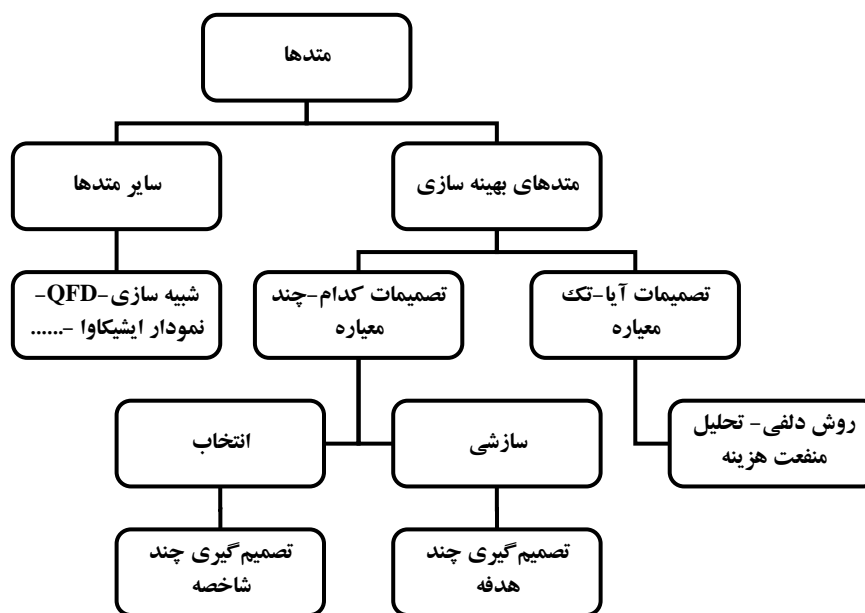 متدها
متدهای بهینه سازی
سایر متدها
تصمیمات آیا-تک
معیاره
تصمیمات کدام-چند
معیاره
شبیه سازی-QFD-
نمودار ایشیکاوا -......
روش دلفی- تحلیل
منفعت هزینه
سازشی
انتخاب
تصمیم گیری چند
هدفه
تصمیم گیری چند
شاخصه